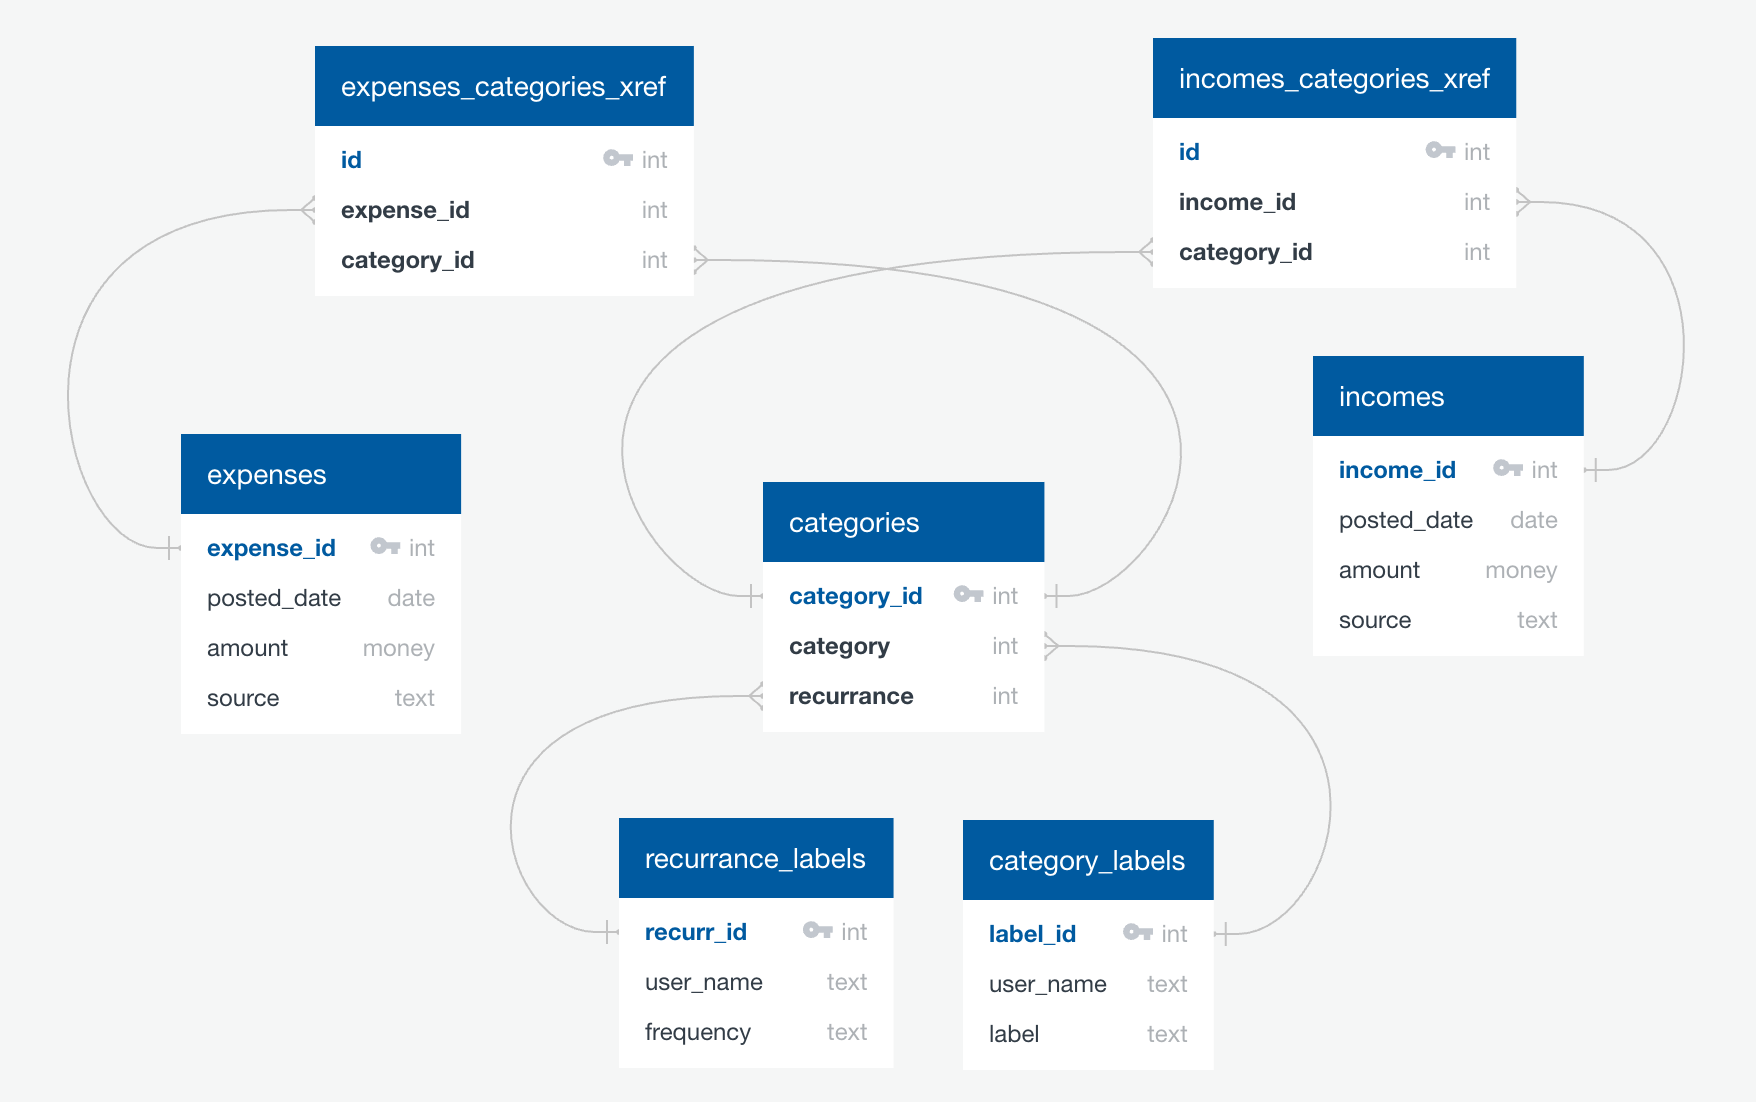 expenses_categories_xref
id int
expense_id int
category_id int
incomes_categories_xref
id int
income_id int
category_id int
incomes
income_id int
posted_date date
amount money
source text
expenses
expense_id int
posted_date date
amount money
source text
categories
category_id int
category int
recurrance int
recurrance_labels
recurr_id int
user_name text
frequency text
category_labels
label_id int
user_name text
label text